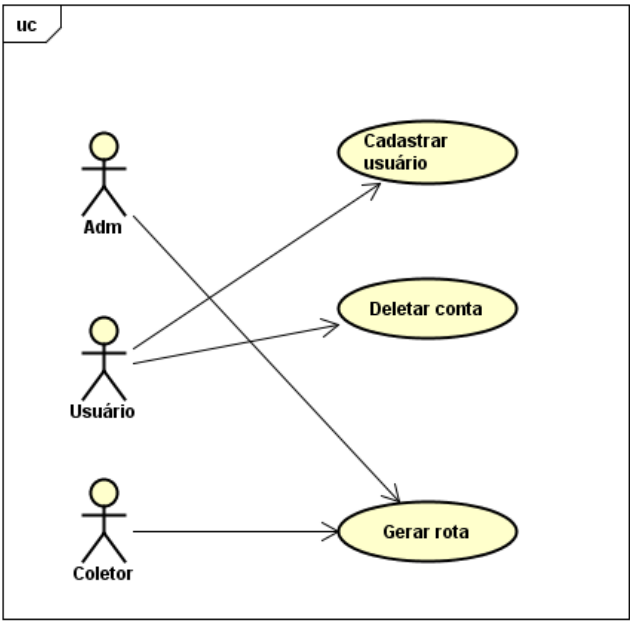 uc
Cadastrar
usuário
Adm
Deletar conta
Usuário
Gerar rota
Coletor